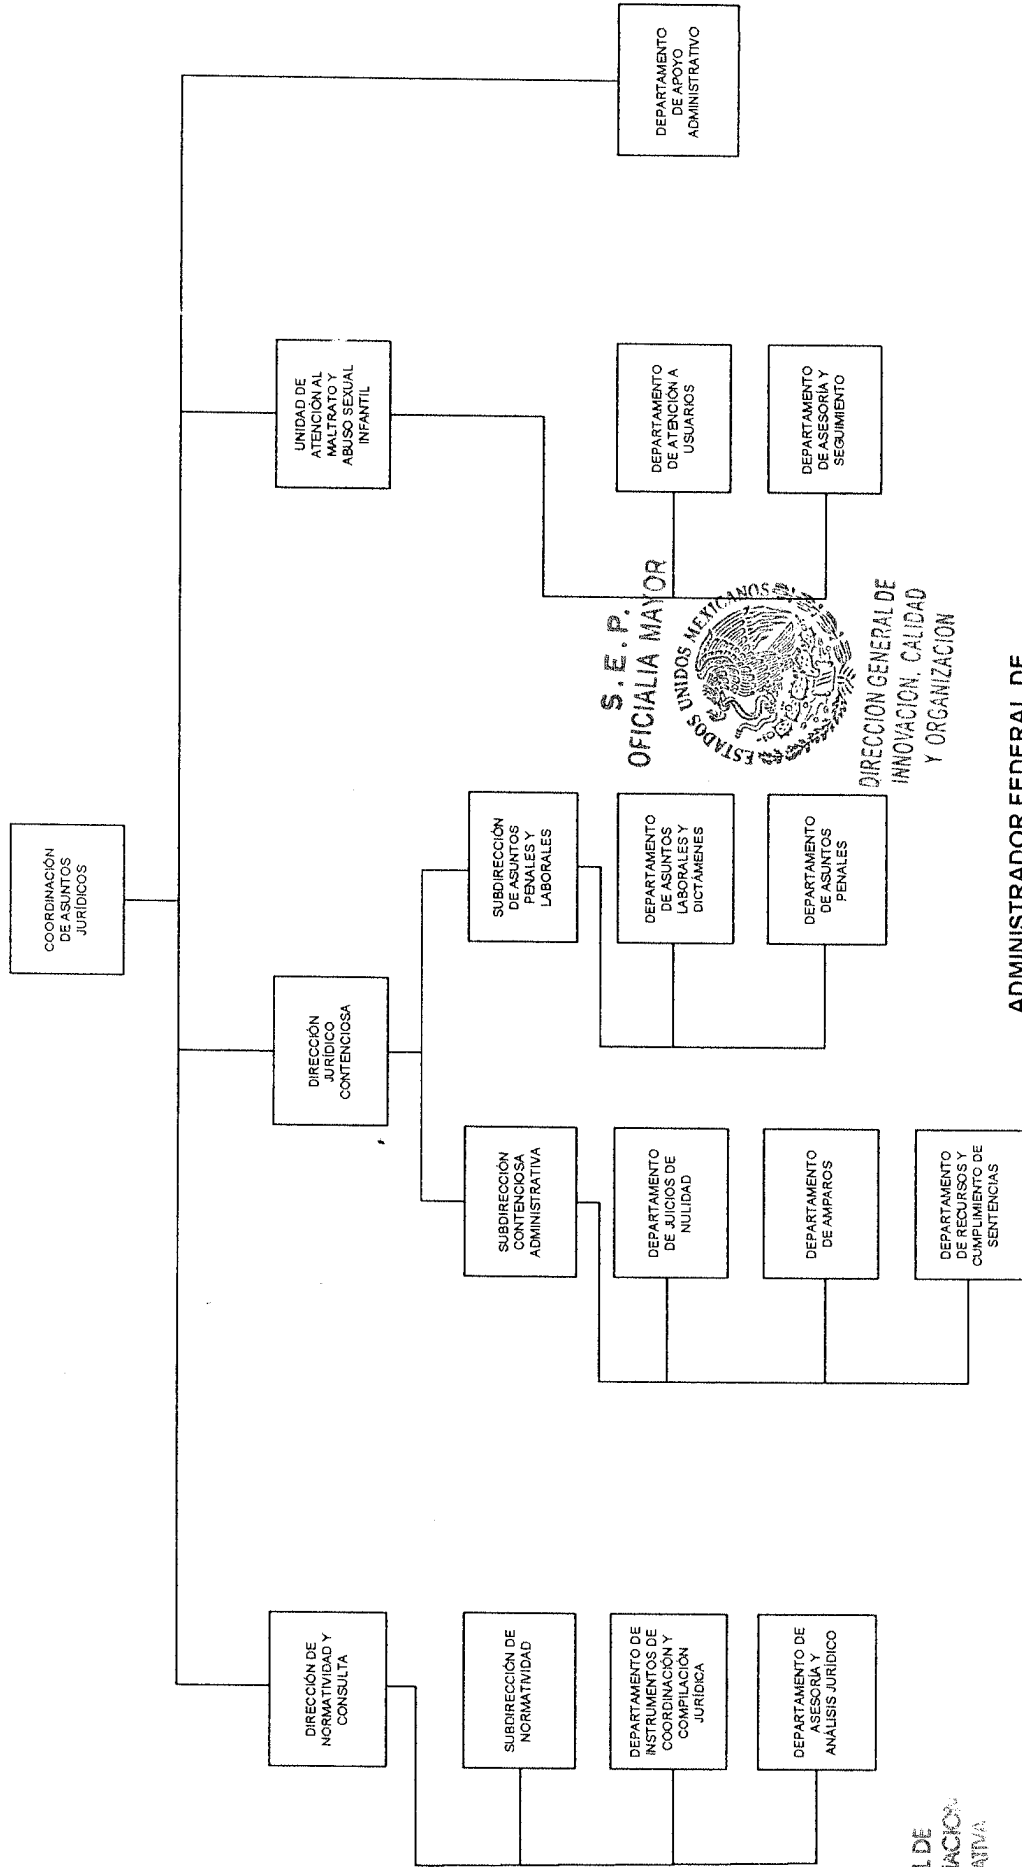 COORDINACIÓN
DE ASUNTOS
JURÍDICOS
DIRECCIÓN DE
NORMATIVIDAD Y
CONSULTA
DIRECCIÓN
JURÍDICO
CONTENCIOSA
UNIDAD DE
ATENCIÓN AL
MALTRATO Y
ABUSO SEXUAL
INFANTIL
SUBDIRECCIÓN DE
NORMATIVIDAD
SUBDIRECCIÓN
CONTENCIOSA
ADMINISTRATIVA
SUBDIRECCIÓN
DE ASUNTOS
PENALES Y
LABORALES
DEPARTAMENTO DE
INSTRUMENTOS DE
COORDINACIÓN Y
COMPILACIÓN
JURÍDICA
DEPARTAMENTO
DE JUICIOS DE
NULIDAD
DEPARTAMENTO
DE ASUNTOS
LABORALES Y
DICTÁMENES
DEPARTAMENTO
DE ATENCIÓN A
USUARIOS
DEPARTAMENTO
DE APOYO
ADMINISTRATIVO
DEPARTAMENTO DE
ASESORÍA Y
ANÁLISIS JURÍDICO
DEPARTAMENTO
DE AMPAROS
DEPARTAMENTO
DE ASUNTOS
PENALES
DEPARTAMENTO
DE ASESORÍA Y
SEGUIMIENTO
DEPARTAMENTO
DE RECURSOS Y
CUMPLIMIENTO DE
SENTENCIAS
S.E.P.
OFICIALIA MAYOR
ESTADOS UNIDOS MEXICANOS
DIRECCION GENERAL DE
INNOVACION, CALIDAD
Y ORGANIZACION
ADMINISTRADOR FEDERAL DE
L DE